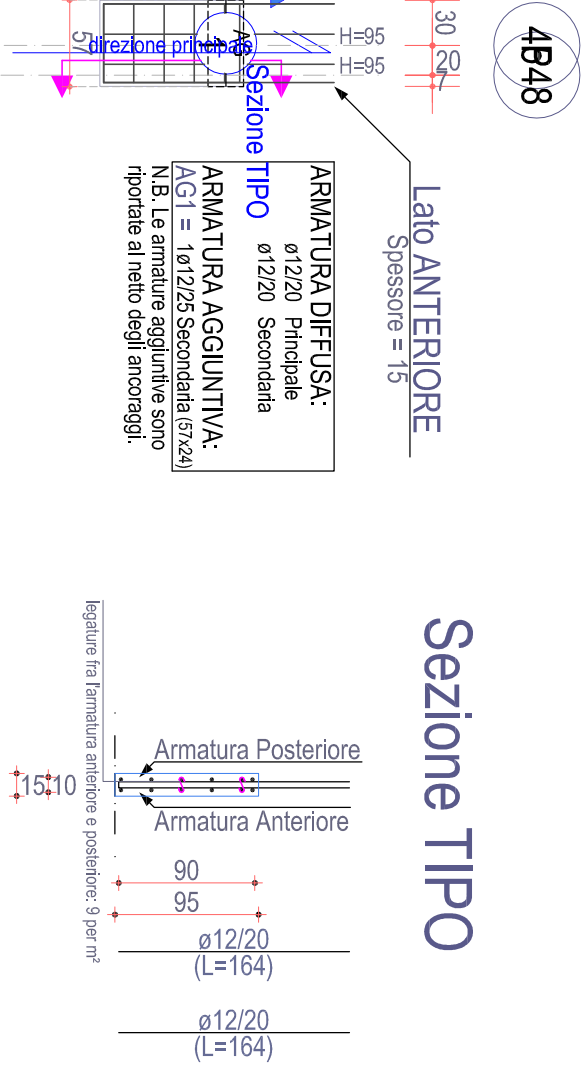 30
20
7
57
H=95
H=95
direzione principale
Sezione TIPO
Lato ANTERIORE
Spessore = 15
ARMATURA DIFFUSA:
ø12/20 Principale
ø12/20 Secondaria
ARMATURA AGGIUNTIVA:
AG1 = 1ø12/25 Secondaria (57x24)
N.B. Le armature aggiuntive sono
riportate al netto degli ancoraggi.
Sezione TIPO
Armatura Posteriore
Armatura Anteriore
15
10
90
95
ø12/20
(L=164)
ø12/20
(L=164)
legature fra l'armatura anteriore e posteriore: 9 per m²